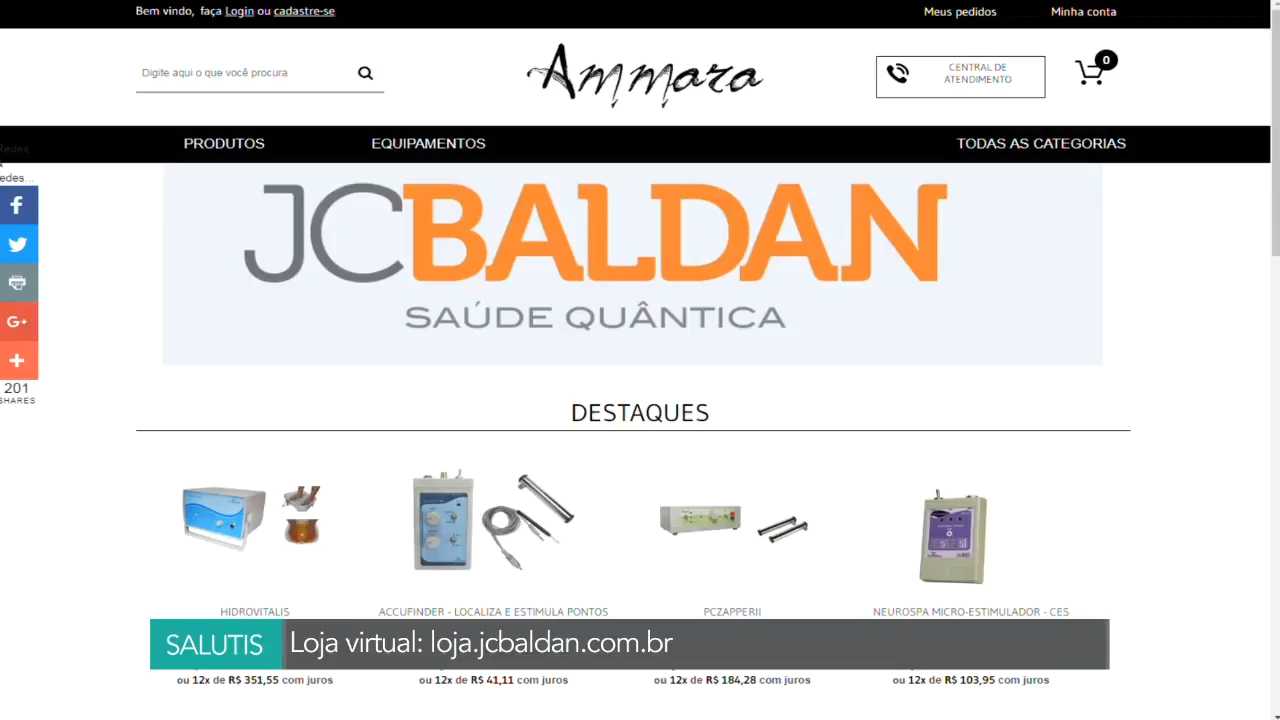 Bem vindo, faça Login ou cadastre-se
Meus pedidos
Minha conta
Digite aqui o que você procura
Ammara
CENTRAL DE
ATENDIMENTO
0
PRODUTOS
EQUIPAMENTOS
TODAS AS CATEGORIAS
Redes
edes...
JCBALDAN
SAÚDE QUÂNTICA
201
SHARES
DESTAQUES
HIDROVITALIS
ACCUFINDER - LOCALIZA E ESTIMULA PONTOS
PCZAPPERII
NEUROSPA MICRO-ESTIMULADOR - CES
SALUTIS
Loja virtual: loja.jcbaldan.com.br
ou 12x de R$ 351,55 com juros
ou 12x de R$ 41,11 com juros
ou 12x de R$ 184,28 com juros
ou 12x de R$ 103,95 com juros